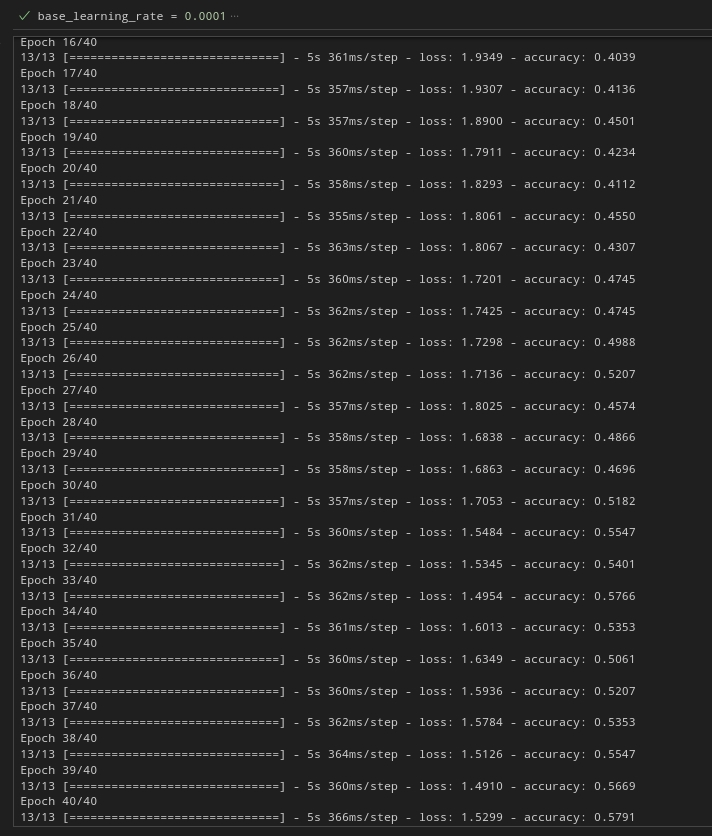 base_learning_rate = 0.0001 ...
Epoch 16/40
13/13 [==============================] - 5s 361ms/step - loss: 1.9349 - accuracy: 0.4039
Epoch 17/40
13/13 [==============================] - 5s 357ms/step - loss: 1.9307 - accuracy: 0.4136
Epoch 18/40
13/13 [==============================] - 5s 357ms/step - loss: 1.8900 - accuracy: 0.4501
Epoch 19/40
13/13 [==============================] - 5s 360ms/step - loss: 1.7911 - accuracy: 0.4234
Epoch 20/40
13/13 [==============================] - 5s 358ms/step - loss: 1.8293 - accuracy: 0.4112
Epoch 21/40
13/13 [==============================] - 5s 355ms/step - loss: 1.8061 - accuracy: 0.4550
Epoch 22/40
13/13 [==============================] - 5s 363ms/step - loss: 1.8067 - accuracy: 0.4307
Epoch 23/40
13/13 [==============================] - 5s 360ms/step - loss: 1.7201 - accuracy: 0.4745
Epoch 24/40
13/13 [==============================] - 5s 362ms/step - loss: 1.7425 - accuracy: 0.4745
Epoch 25/40
13/13 [==============================] - 5s 362ms/step - loss: 1.7298 - accuracy: 0.4988
Epoch 26/40
13/13 [==============================] - 5s 362ms/step - loss: 1.7136 - accuracy: 0.5207
Epoch 27/40
13/13 [==============================] - 5s 357ms/step - loss: 1.8025 - accuracy: 0.4574
Epoch 28/40
13/13 [==============================] - 5s 358ms/step - loss: 1.6838 - accuracy: 0.4866
Epoch 29/40
13/13 [==============================] - 5s 358ms/step - loss: 1.6863 - accuracy: 0.4696
Epoch 30/40
13/13 [==============================] - 5s 357ms/step - loss: 1.7053 - accuracy: 0.5182
Epoch 31/40
13/13 [==============================] - 5s 360ms/step - loss: 1.5484 - accuracy: 0.5547
Epoch 32/40
13/13 [==============================] - 5s 362ms/step - loss: 1.5345 - accuracy: 0.5401
Epoch 33/40
13/13 [==============================] - 5s 362ms/step - loss: 1.4954 - accuracy: 0.5766
Epoch 34/40
13/13 [==============================] - 5s 361ms/step - loss: 1.6013 - accuracy: 0.5353
Epoch 35/40
13/13 [==============================] - 5s 360ms/step - loss: 1.6349 - accuracy: 0.5061
Epoch 36/40
13/13 [==============================] - 5s 360ms/step - loss: 1.5936 - accuracy: 0.5207
Epoch 37/40
13/13 [==============================] - 5s 362ms/step - loss: 1.5784 - accuracy: 0.5353
Epoch 38/40
13/13 [==============================] - 5s 364ms/step - loss: 1.5126 - accuracy: 0.5547
Epoch 39/40
13/13 [==============================] - 5s 360ms/step - loss: 1.4910 - accuracy: 0.5669
Epoch 40/40
13/13 [==============================] - 5s 366ms/step - loss: 1.5299 - accuracy: 0.5791